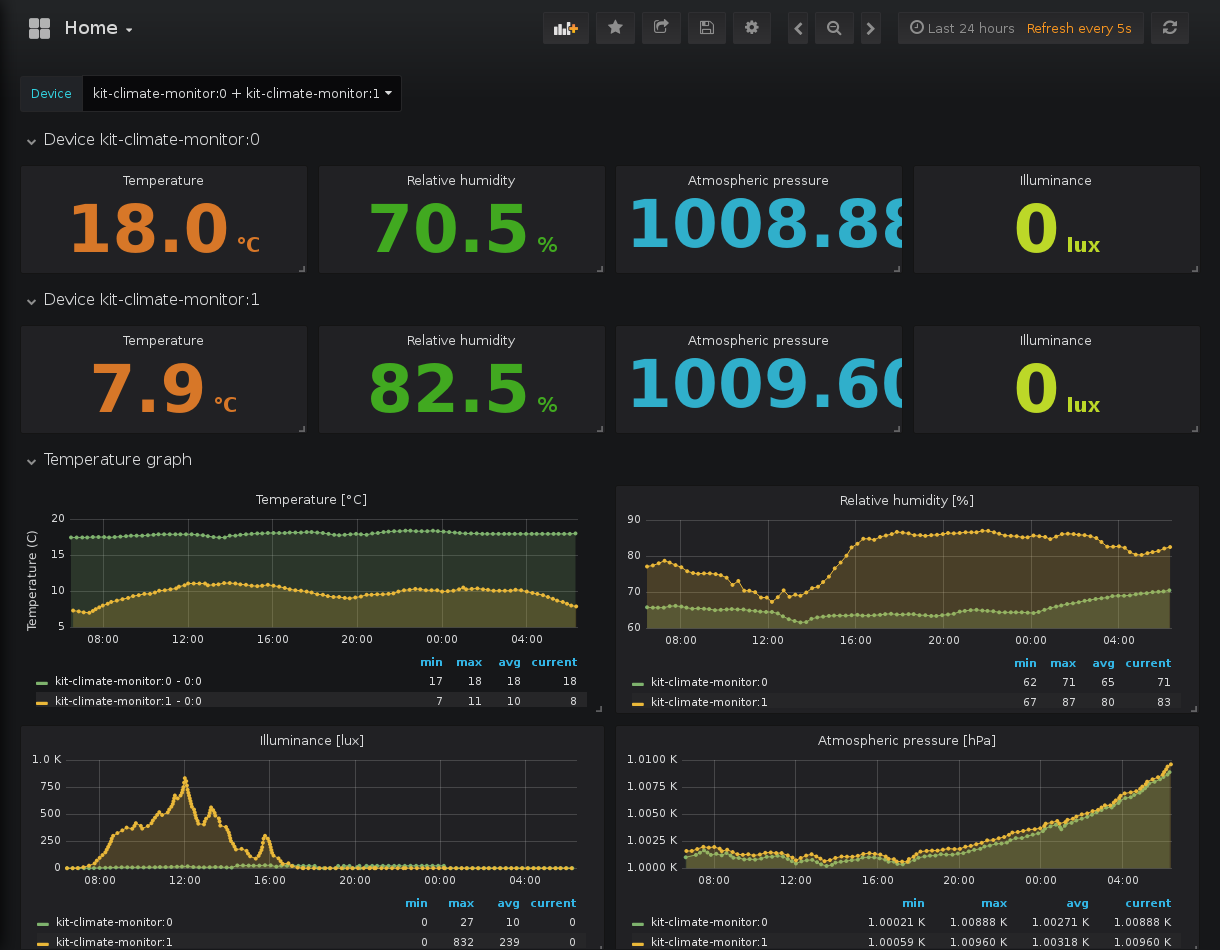 Home
Last 24 hours Refresh every 5s
Device kit-climate-monitor:0 + kit-climate-monitor:1
Device kit-climate-monitor:0
Temperature Relative humidity Atmospheric pressure Illuminance
18.0 °C 70.5 % 1008.88 0 lux
Device kit-climate-monitor:1
Temperature Relative humidity Atmospheric pressure Illuminance
7.9 °C 82.5 % 1009.60 0 lux
Temperature graph
Temperature [°C]
Temperature (C)
20
15
10
5
08:00 12:00 16:00 20:00 00:00 04:00
min max avg current
kit-climate-monitor:0 - 0:0 17 18 18 18
kit-climate-monitor:1 - 0:0 7 11 10 8
Relative humidity [%]
90
80
70
60
08:00 12:00 16:00 20:00 00:00 04:00
min max avg current
kit-climate-monitor:0 62 71 65 71
kit-climate-monitor:1 67 87 80 83
Illuminance [lux]
1.0 K
750
500
250
0
08:00 12:00 16:00 20:00 00:00 04:00
min max avg current
kit-climate-monitor:0 0 27 10 0
kit-climate-monitor:1 0 832 239 0
Atmospheric pressure [hPa]
1.0100 K
1.0075 K
1.0050 K
1.0025 K
1.0000 K
08:00 12:00 16:00 20:00 00:00 04:00
min max avg current
kit-climate-monitor:0 1.00021 K 1.00888 K 1.00271 K 1.00888 K
kit-climate-monitor:1 1.00059 K 1.00960 K 1.00318 K 1.00960 K